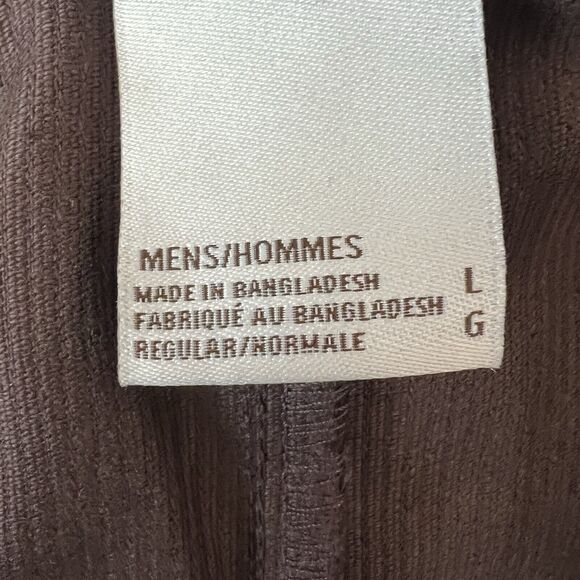 MENS/HOMMES
MADE IN BANGLADESH L
FABRIQUÉ AU BANGLADESH G
REGULAR/NORMALE